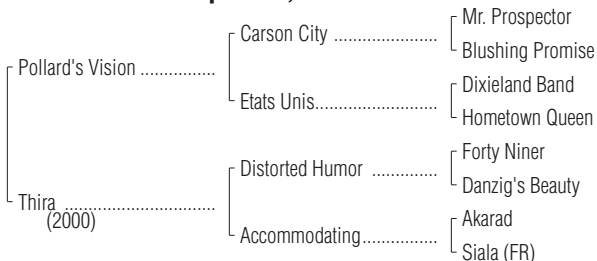 Mr. Prospector
Carson City ..................
Blushing Promise
Pollard's Vision ...............
Dixieland Band
Etats Unis.........................
Hometown Queen
Forty Niner
Distorted Humor .............
Danzig's Beauty
Thira ..............................
(2000)
Akarad
Accommodating...............
Siala (FR)